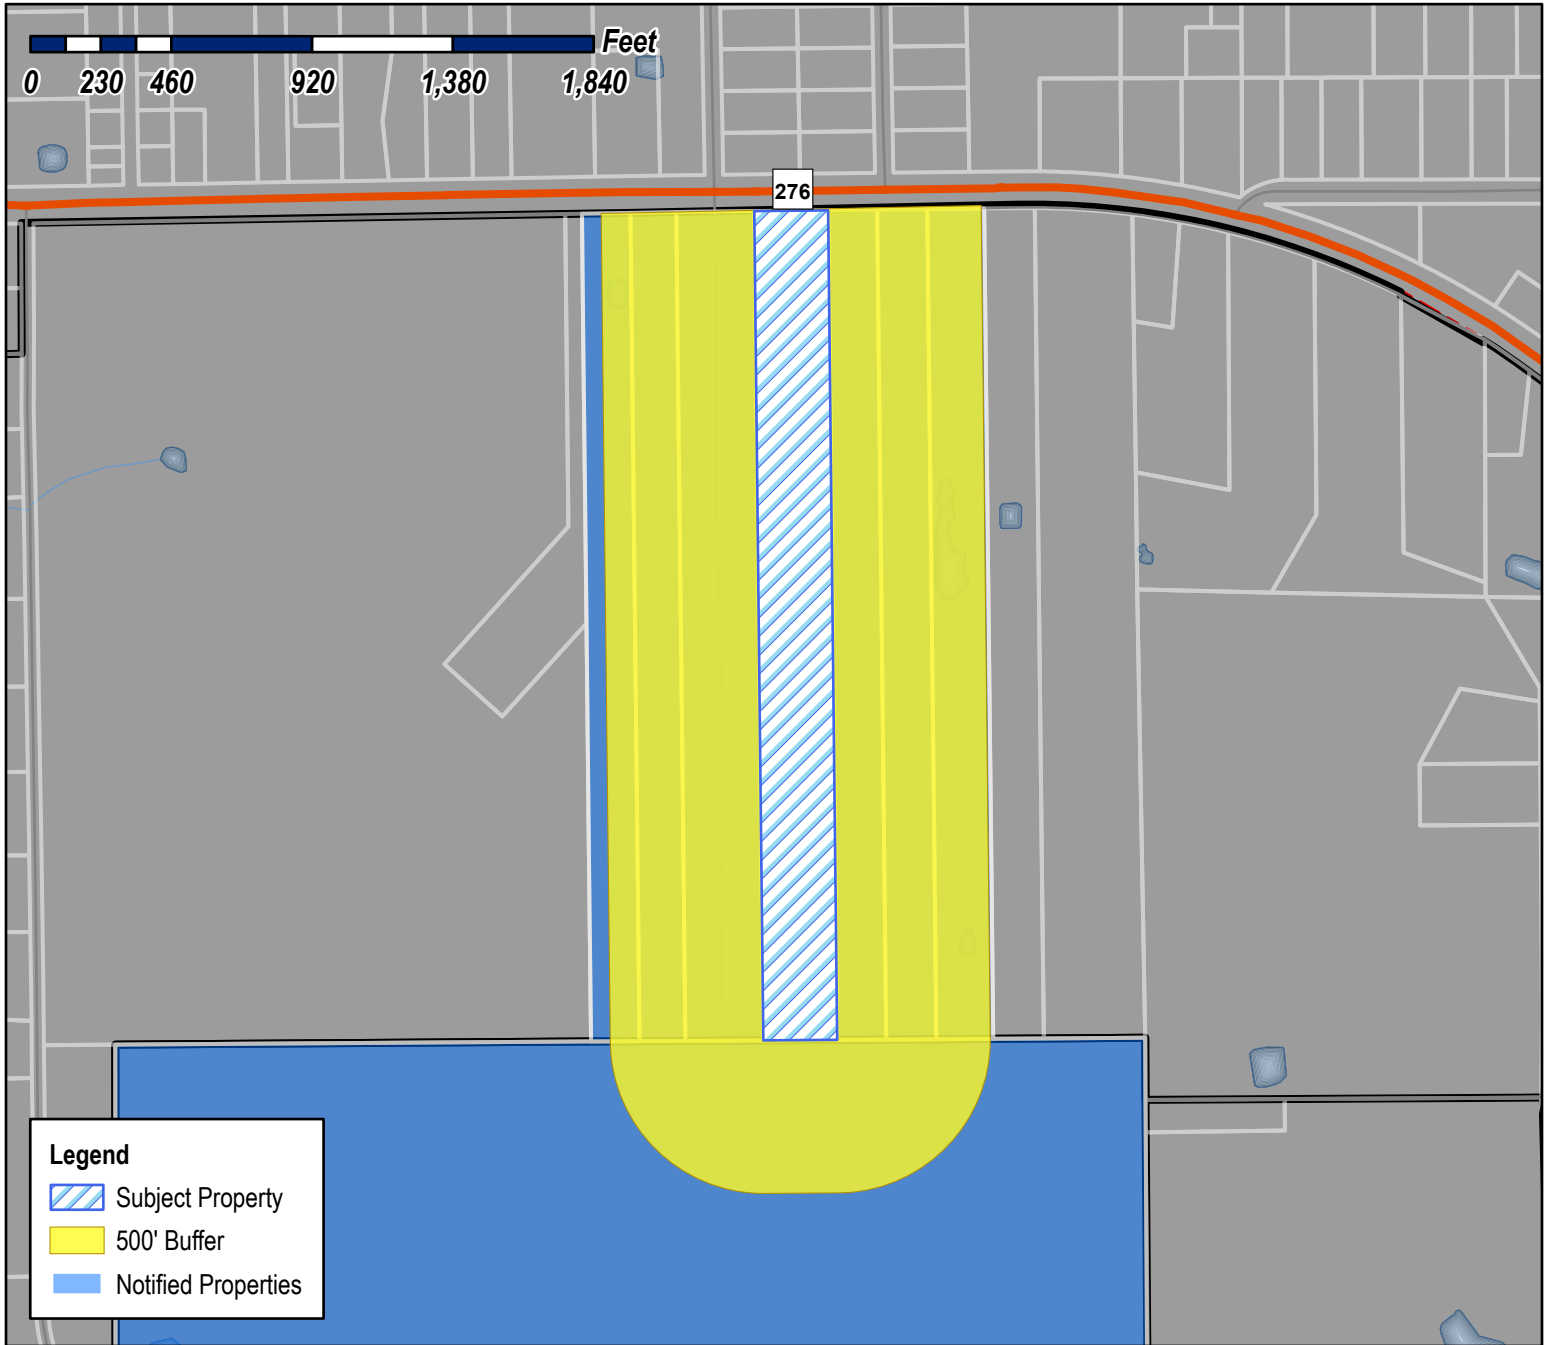 Feet
0 230 460 920 1,380 1,840
276
Legend
Subject Property
500' Buffer
Notified Properties